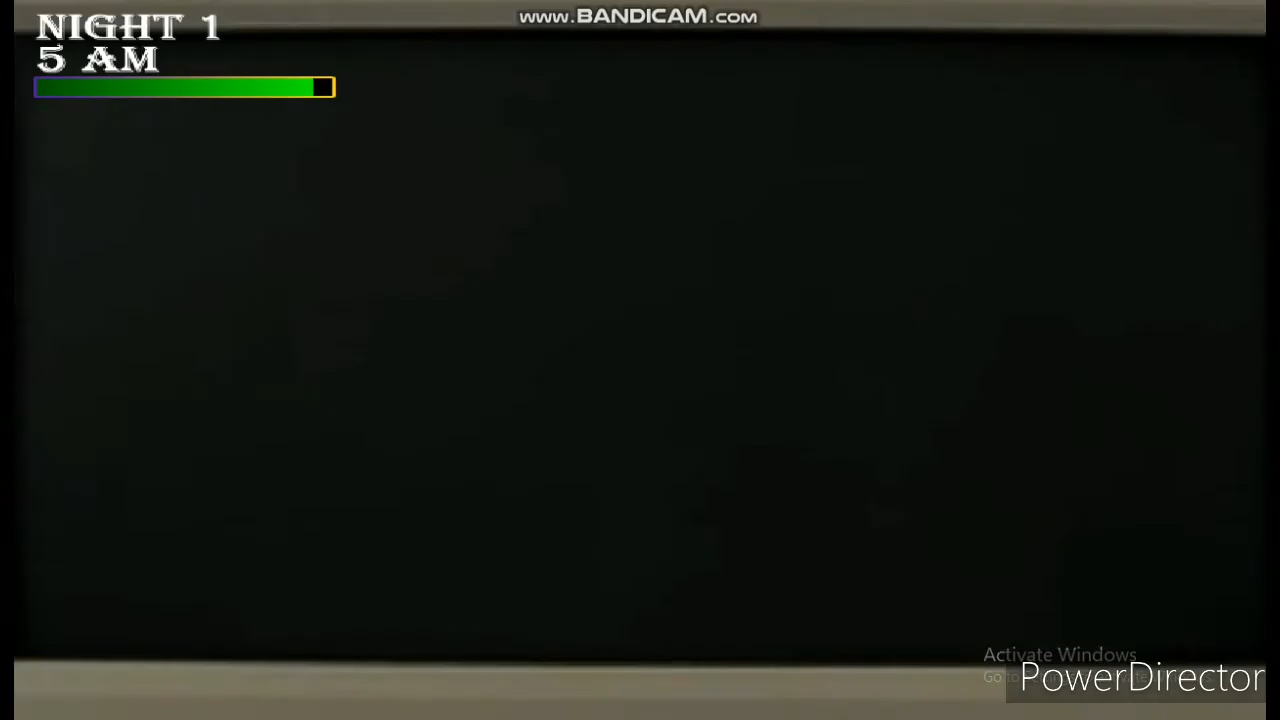 www.BANDICAM.com
NIGHT 1
5 AM
Activate Windows
PowerDirector